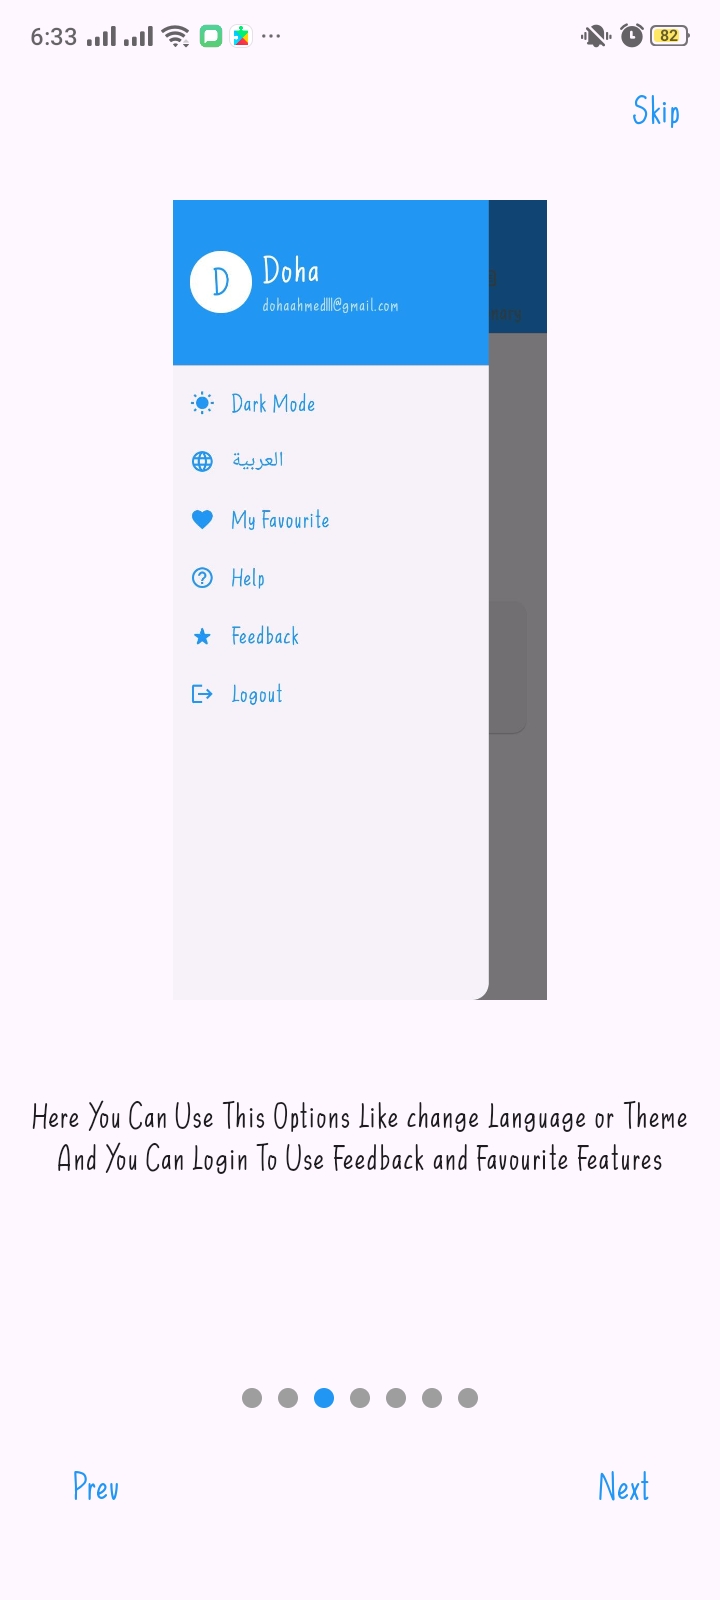 6:33
82
Skip
D
Doha
dohaahmed111@gmail.com
Dark Mode
العربية
My Favourite
Help
Feedback
Logout
Here You Can Use This Options Like change Language or Theme
And You Can Login To Use Feedback and Favourite Features
Prev
Next